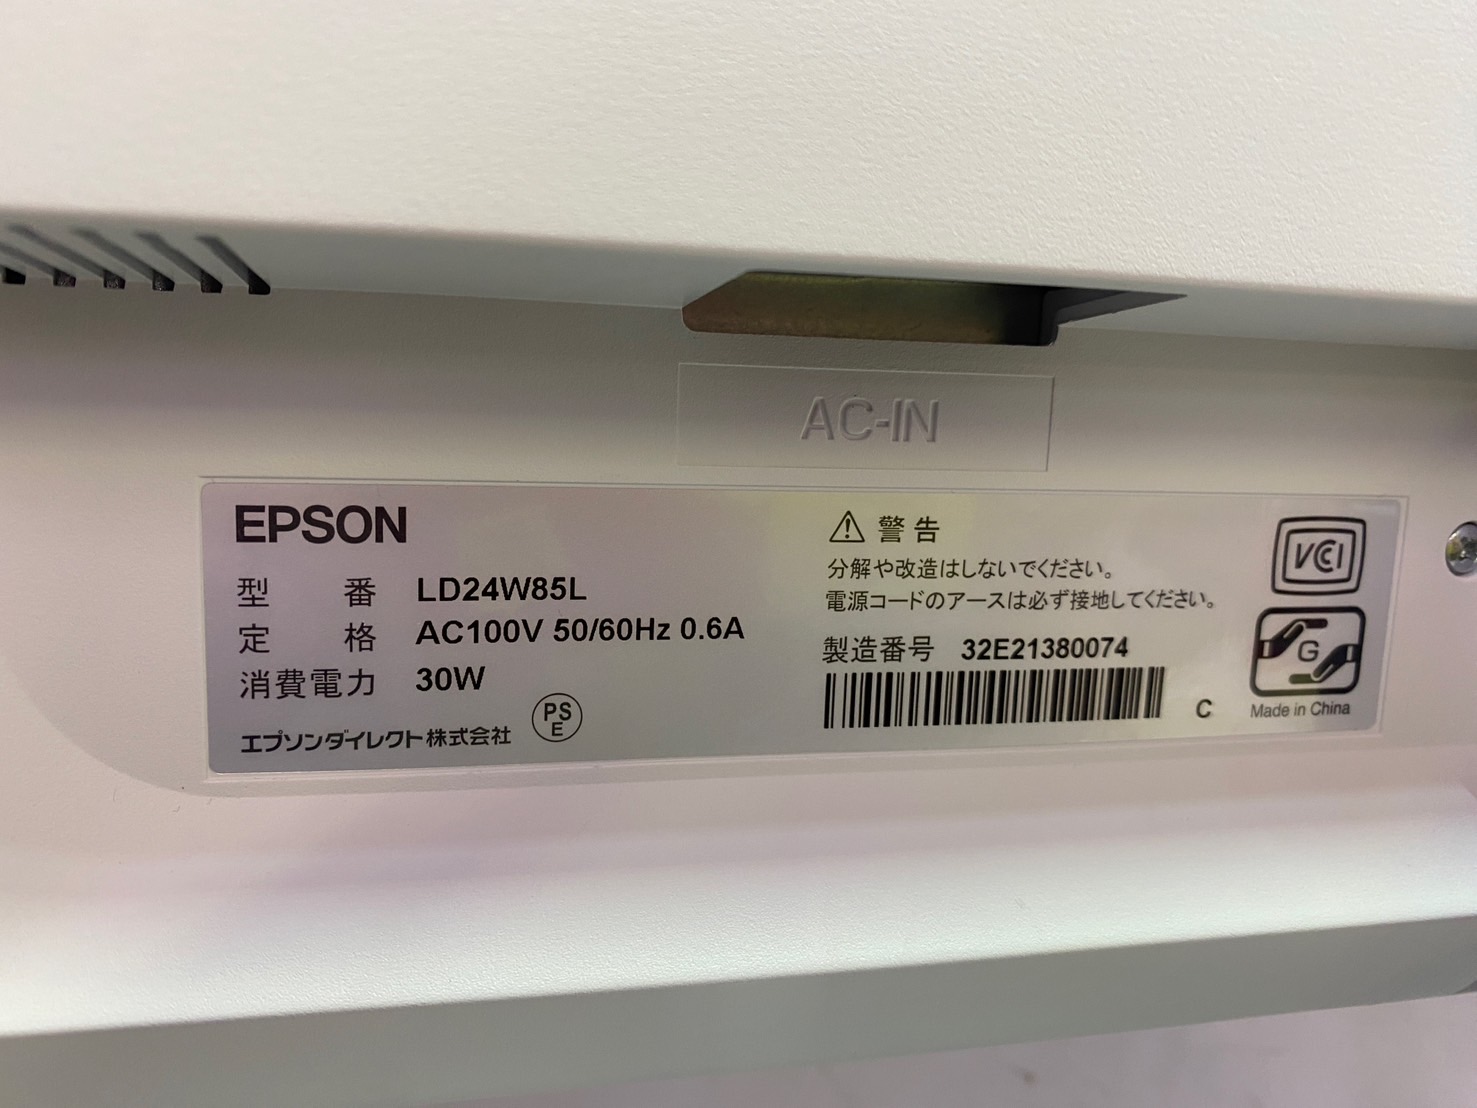 AC-IN
EPSON
型 番 LD24W85L
定 格 AC100V 50/60Hz 0.6A
消費電力 30W
エプソンダイレクト株式会社
PS
E
警告
分解や改造はしないでください。
電源コードのアースは必ず接地してください。
製造番号 32E21380074
C
VCCI
G
Made in China